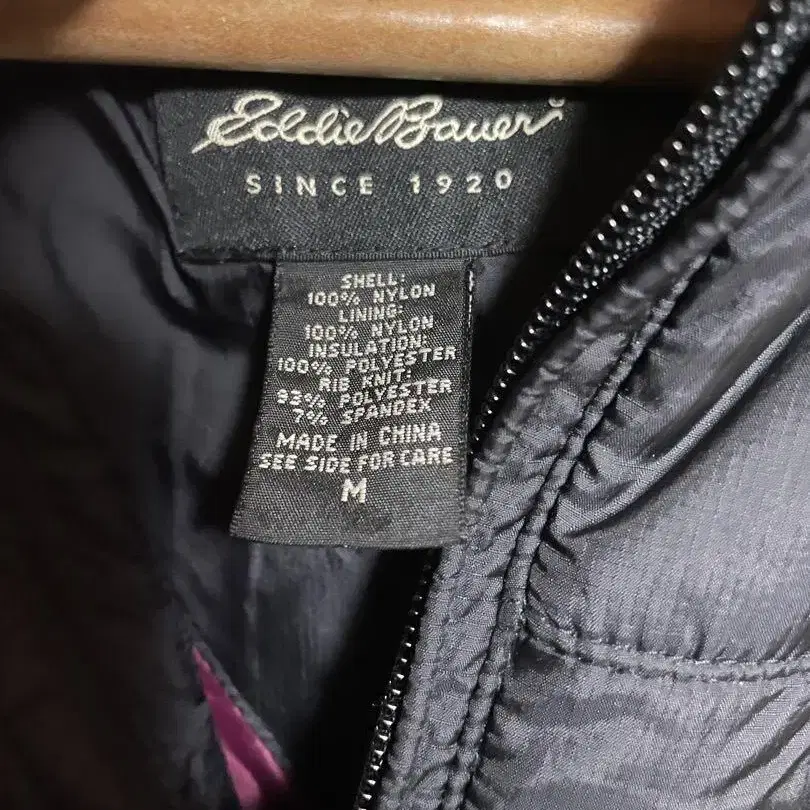 Eddie Bauer
SINCE 1920
SHELL:
100% NYLON
LINING:
100% NYLON
INSULATION:
100% POLYESTER
RIB KNIT:
93% POLYESTER
7% SPANDEX
MADE IN CHINA
SEE SIDE FOR CARE
M